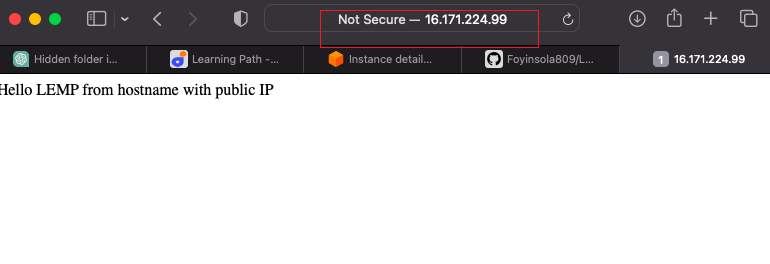 Not Secure — 16.171.224.99
Hidden folder i...
Learning Path -...
Instance detail...
Foyinsola809/L...
1 16.171.224.99
Hello LEMP from hostname with public IP